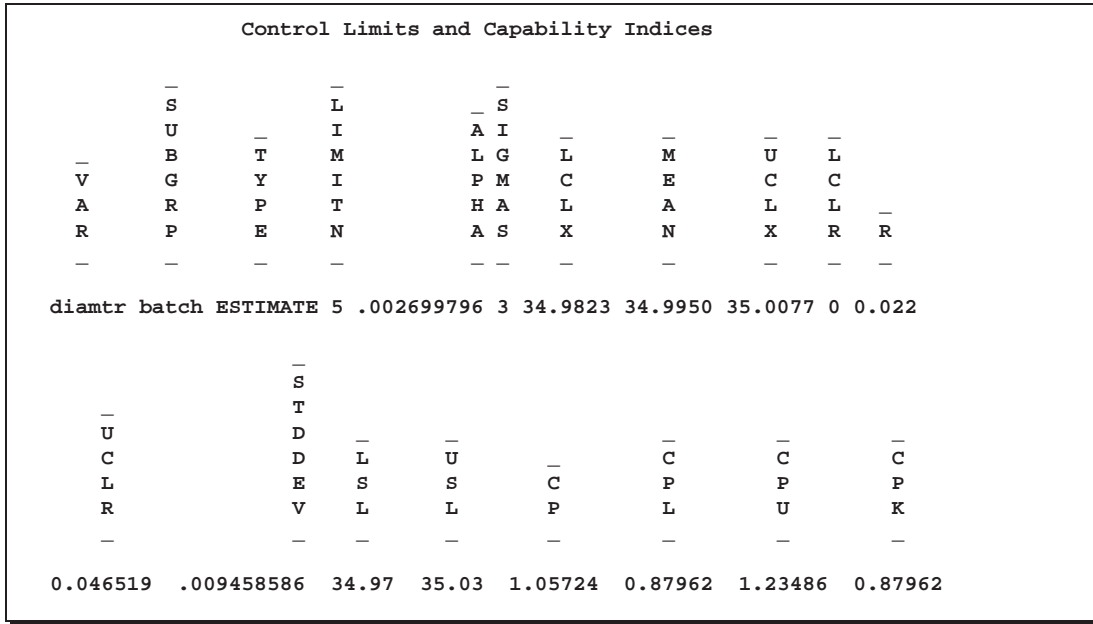 Control Limits and Capability Indices
_VAR_
_SUBGRP_
_TYPE_
_LIMITN_
_ALPHA_
_SIGMAS_
_LCLX_
_MEAN_
_UCLX_
_LCLR_
_R_
diamtr batch ESTIMATE 5 .002699796 3 34.9823 34.9950 35.0077 0 0.022
_UCLR_
_STDDEV_
_LSL_
_USL_
_CP_
_CPL_
_CPU_
_CPK_
0.046519 .009458586 34.97 35.03 1.05724 0.87962 1.23486 0.87962